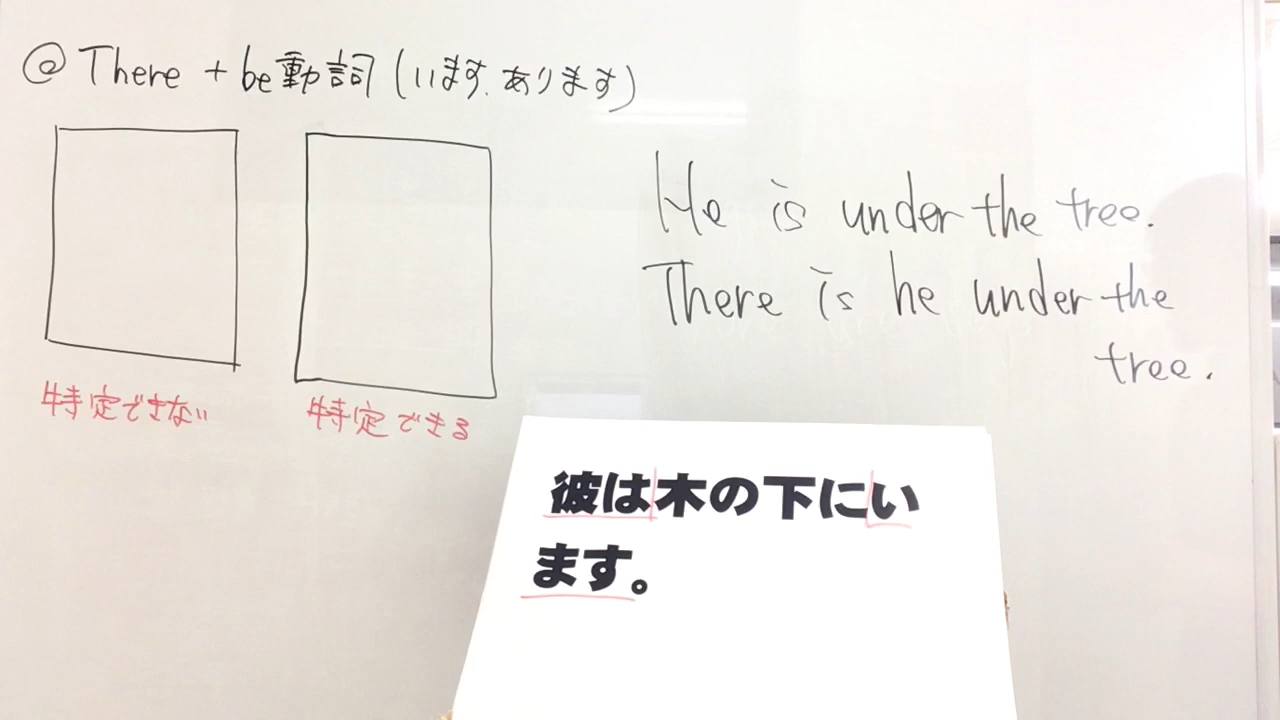 @ There + be動詞 (います、あります)
特定できない
特定できる
He is under the tree.
There is he under the
tree.
彼は木の下にい
ます。